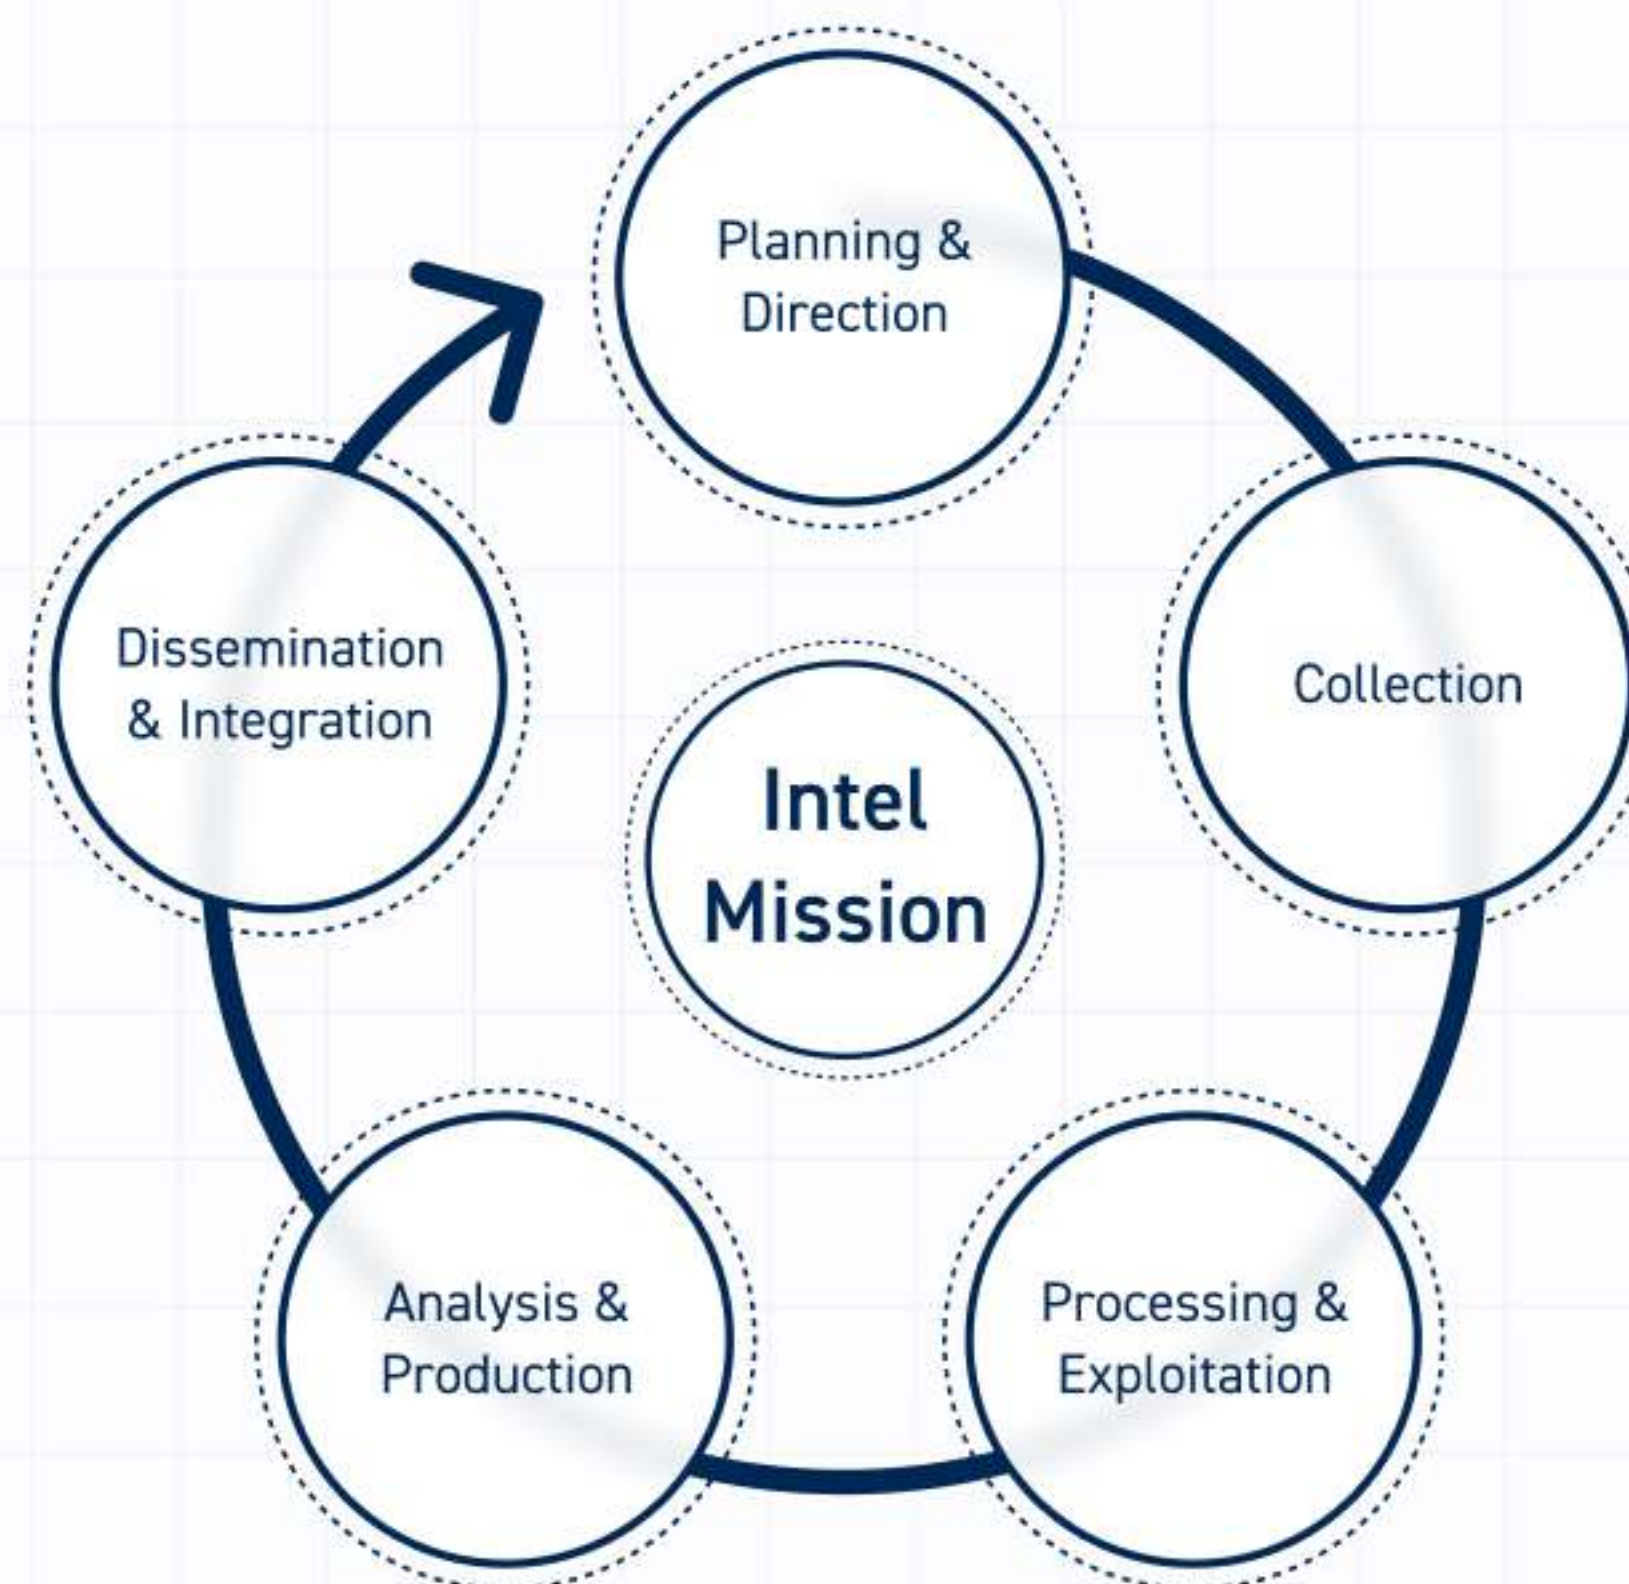 Planning &
Direction
Collection
Processing &
Exploitation
Analysis &
Production
Dissemination
& Integration
Intel
Mission